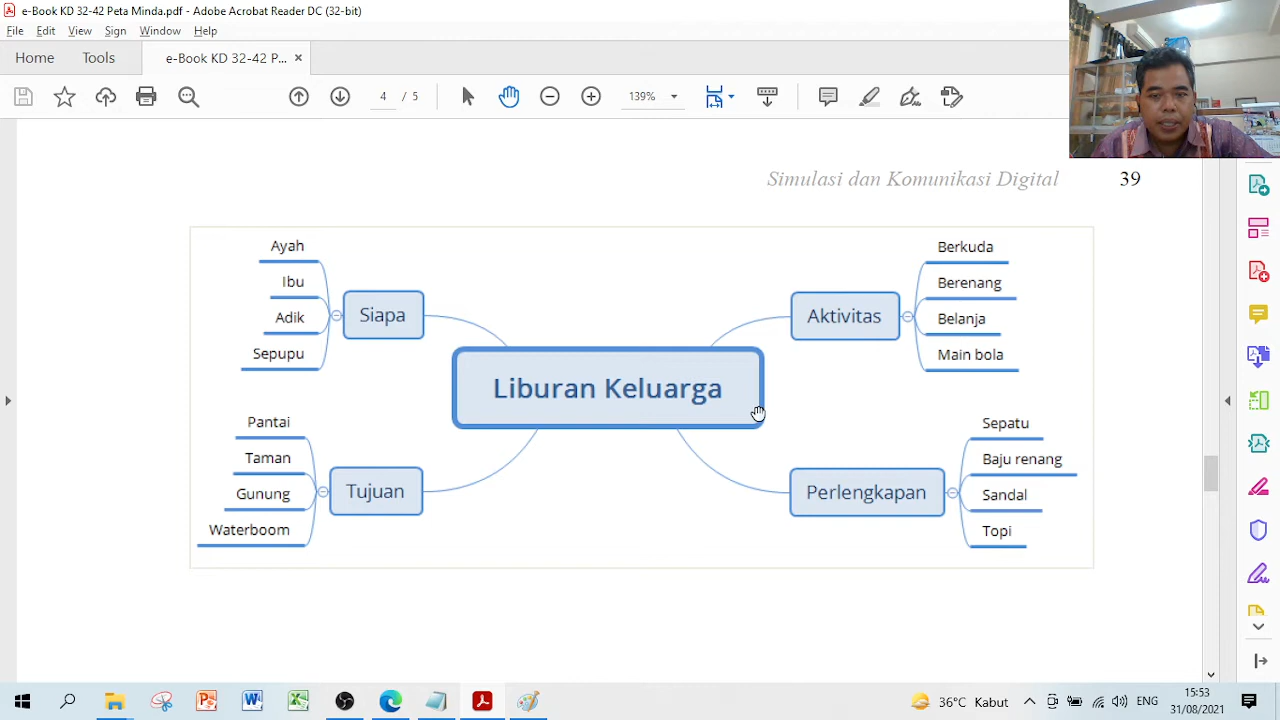 e-Book KD 32-42 Peta Minda.pdf - Adobe Acrobat Reader DC (32-bit)
File Edit View Sign Window Help
Home Tools e-Book KD 32-42 P... ×
4 / 5 139%
Simulasi dan Komunikasi Digital 39
Ayah
Ibu
Adik
Sepupu
Siapa
Pantai
Taman
Gunung
Waterboom
Tujuan
Liburan Keluarga
Aktivitas
Berkuda
Berenang
Belanja
Main bola
Perlengkapan
Sepatu
Baju renang
Sandal
Topi
36°C Kabut ENG 5:53
31/08/2021